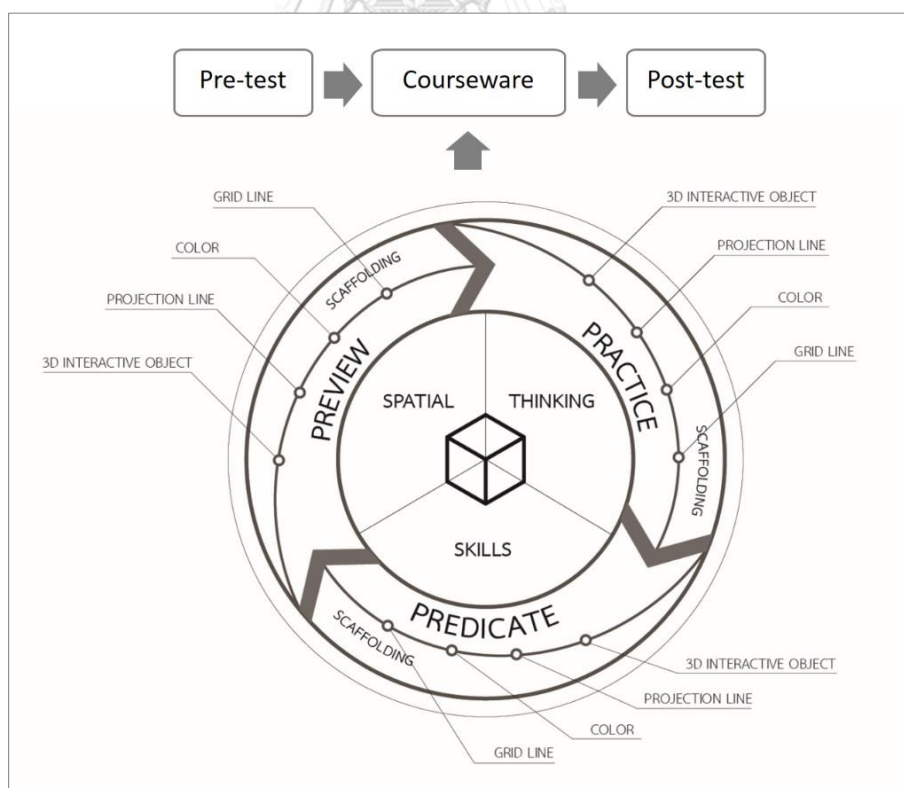 Pre-test
Courseware
Post-test
GRID LINE
COLOR
PROJECTION LINE
3D INTERACTIVE OBJECT
SCAFFOLDING
PREVIEW
3D INTERACTIVE OBJECT
PROJECTION LINE
COLOR
GRID LINE
PRACTICE
SCAFFOLDING
SPATIAL
THINKING
SKILLS
PREDICATE
SCAFFOLDING
3D INTERACTIVE OBJECT
PROJECTION LINE
COLOR
GRID LINE